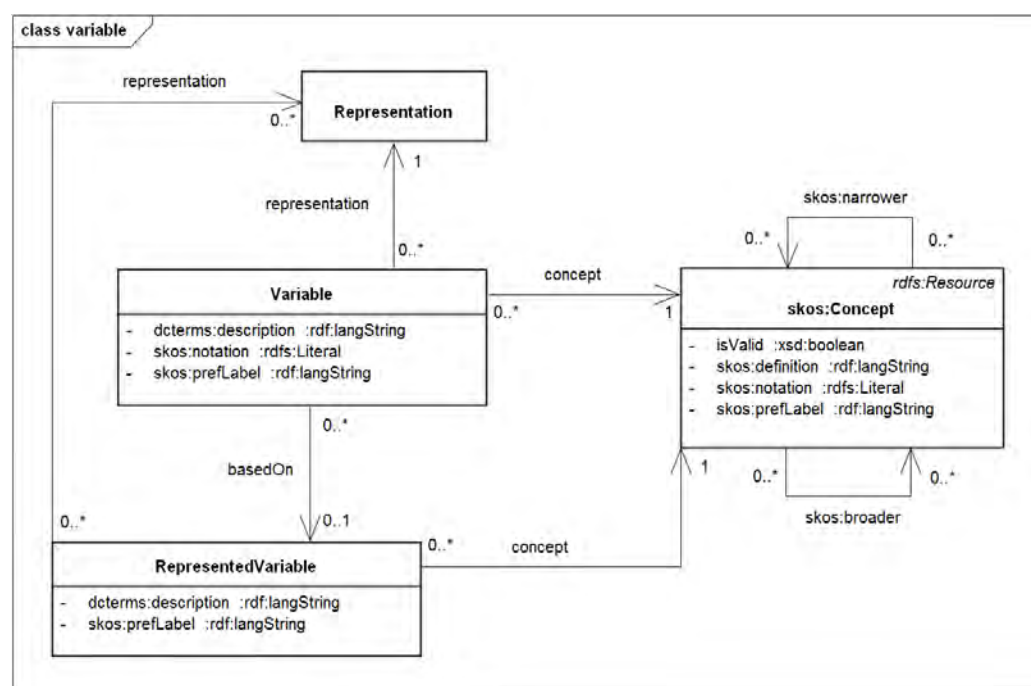 class variable
representation
Representation
0..*
1
representation
0..*
skos:narrower
0..*
0..*
concept
0..*
1
Variable
- dcterms:description :rdf:langString
- skos:notation :rdfs:Literal
- skos:prefLabel :rdf:langString
rdfs:Resource
skos:Concept
- isValid :xsd:boolean
- skos:definition :rdf:langString
- skos:notation :rdfs:Literal
- skos:prefLabel :rdf:langString
0..*
basedOn
0..1
1
0..*
0..*
skos:broader
0..*
0..*
concept
RepresentedVariable
- dcterms:description :rdf:langString
- skos:prefLabel :rdf:langString